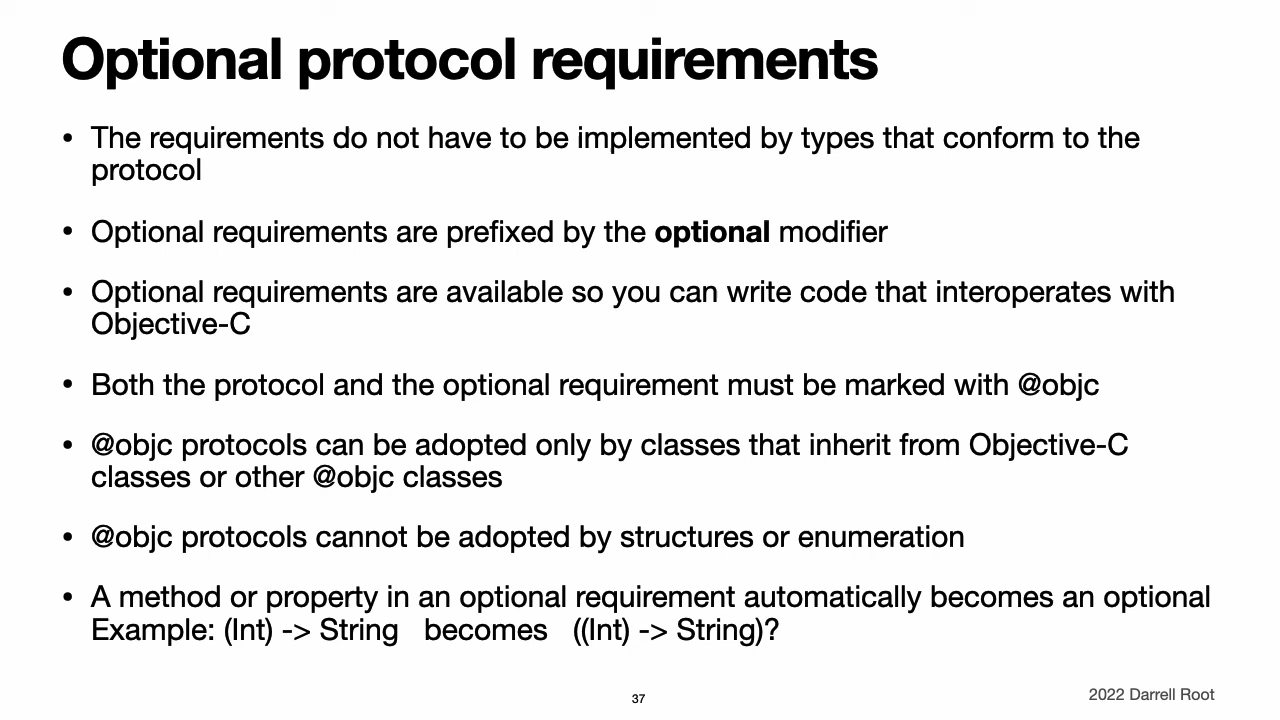 Optional protocol requirements
• The requirements do not have to be implemented by types that conform to the
protocol
• Optional requirements are prefixed by the optional modifier
• Optional requirements are available so you can write code that interoperates with
Objective-C
• Both the protocol and the optional requirement must be marked with @objc
• @objc protocols can be adopted only by classes that inherit from Objective-C
classes or other @objc classes
• @objc protocols cannot be adopted by structures or enumeration
• A method or property in an optional requirement automatically becomes an optional
Example: (Int) -> String becomes ((Int) -> String)?
37
2022 Darrell Root